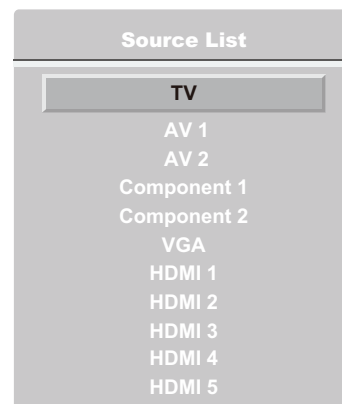 Source List
TV
AV 1
AV 2
Component 1
Component 2
VGA
HDMI 1
HDMI 2
HDMI 3
HDMI 4
HDMI 5